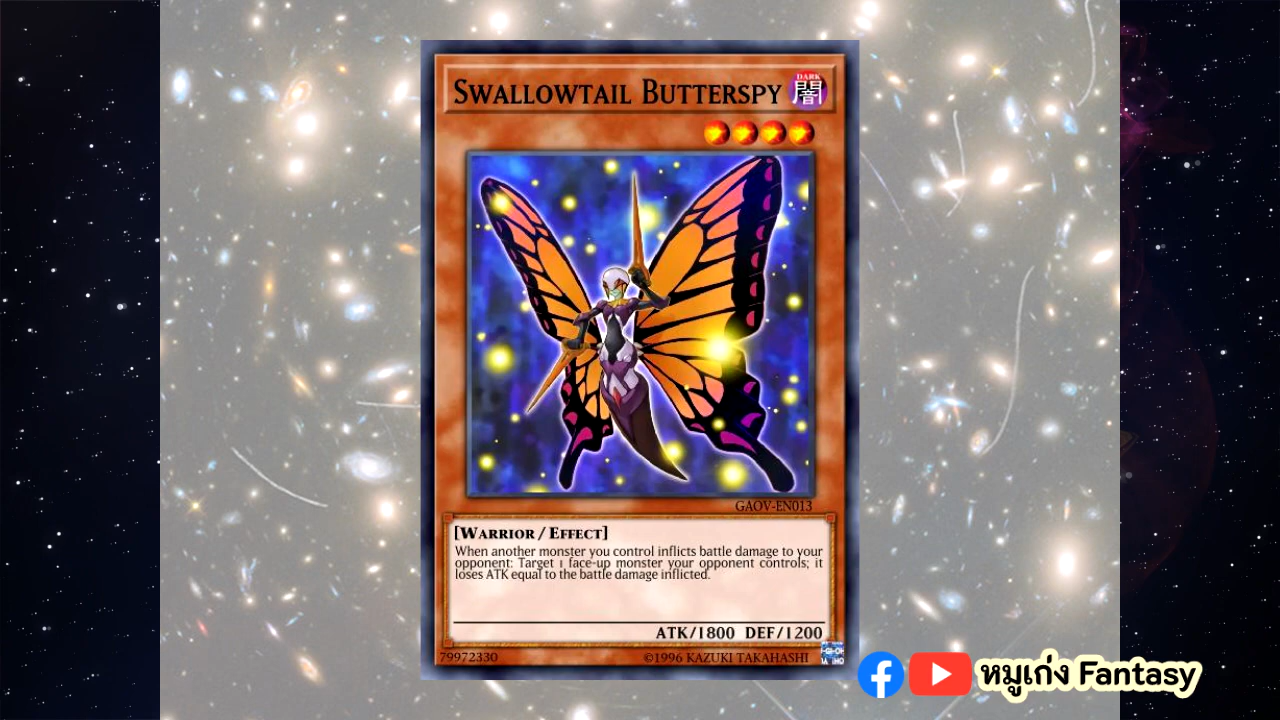 Swallowtail Butterspy
DARK
闇
GAOV-EN013
[Warrior / Effect]
When another monster you control inflicts battle damage to your
opponent: Target 1 face-up monster your opponent controls; it
loses ATK equal to the battle damage inflicted.
ATK/1800 DEF/1200
79972330
©1996 KAZUKI TAKAHASHI
หมูเก่ง Fantasy